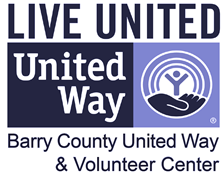 LIVE UNITED
United
Way
®
Barry County United Way
& Volunteer Center